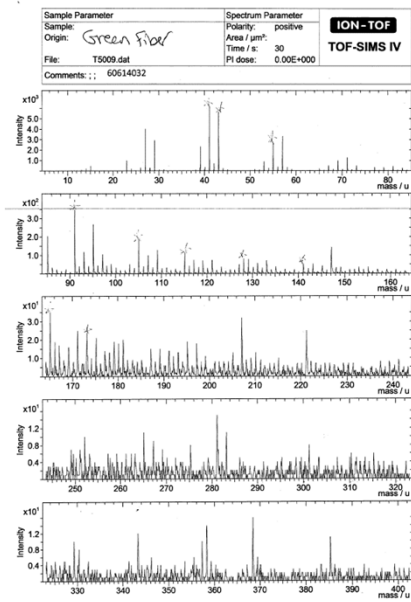 Sample Parameter
Sample:
Origin: Green Fiber
File: T5009.dat
Comments: ; ; 60614032
Spectrum Parameter
Polarity: positive
Area / µm²:
Time / s: 30
PI dose: 0.00E+000
ION-TOF
TOF-SIMS IV
x10³
Intensity
5.0
4.0
3.0
2.0
1.0
10 20 30 40 50 60 70 80
mass / u
x10²
Intensity
3.0
2.0
1.0
90 100 110 120 130 140 150 160
mass / u
x10¹
Intensity
3.0
2.0
1.0
170 180 190 200 210 220 230 240
mass / u
x10¹
Intensity
1.2
0.8
0.4
250 260 270 280 290 300 310 320
mass / u
x10¹
Intensity
1.2
0.8
0.4
330 340 350 360 370 380 390 400
mass / u